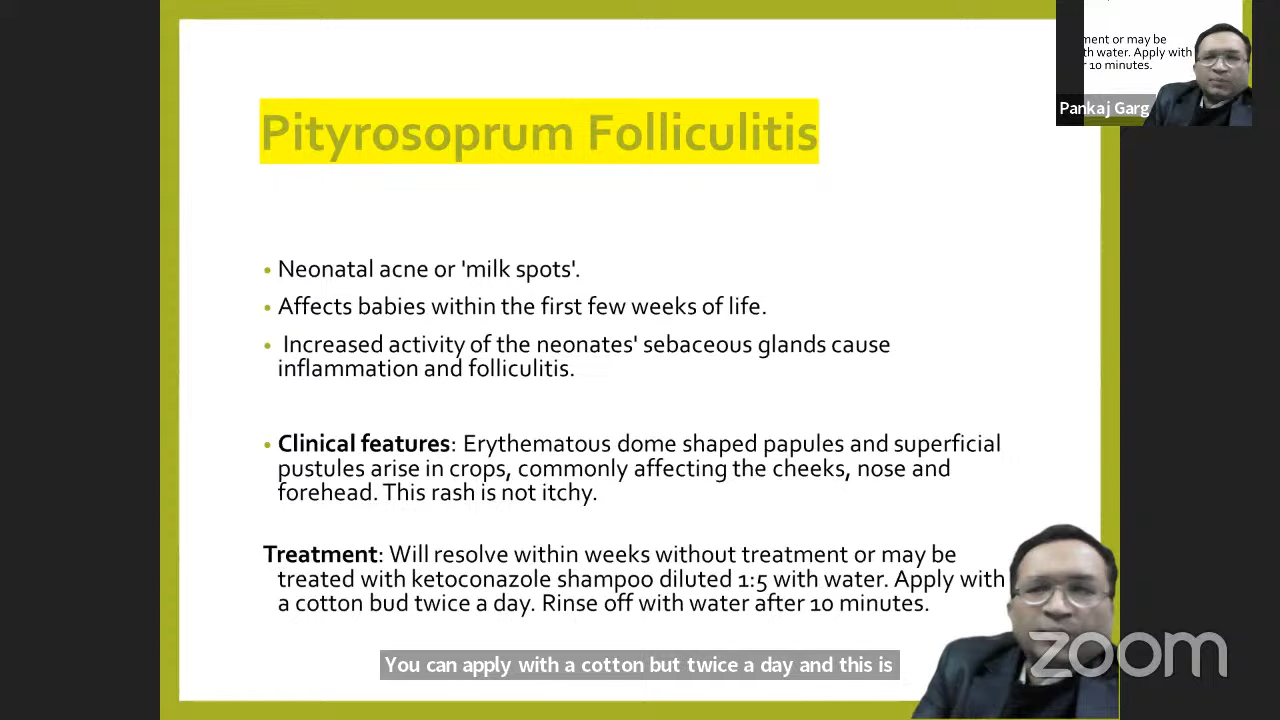 Pityrosoprum Folliculitis
• Neonatal acne or 'milk spots'.
• Affects babies within the first few weeks of life.
• Increased activity of the neonates' sebaceous glands cause
inflammation and folliculitis.
• Clinical features: Erythematous dome shaped papules and superficial
pustules arise in crops, commonly affecting the cheeks, nose and
forehead. This rash is not itchy.
Treatment: Will resolve within weeks without treatment or may be
treated with ketoconazole shampoo diluted 1:5 with water. Apply with
a cotton bud twice a day. Rinse off with water after 10 minutes.
You can apply with a cotton but twice a day and this is
zoom
may be
water. Apply with
10 minutes.
Pankaj Garg